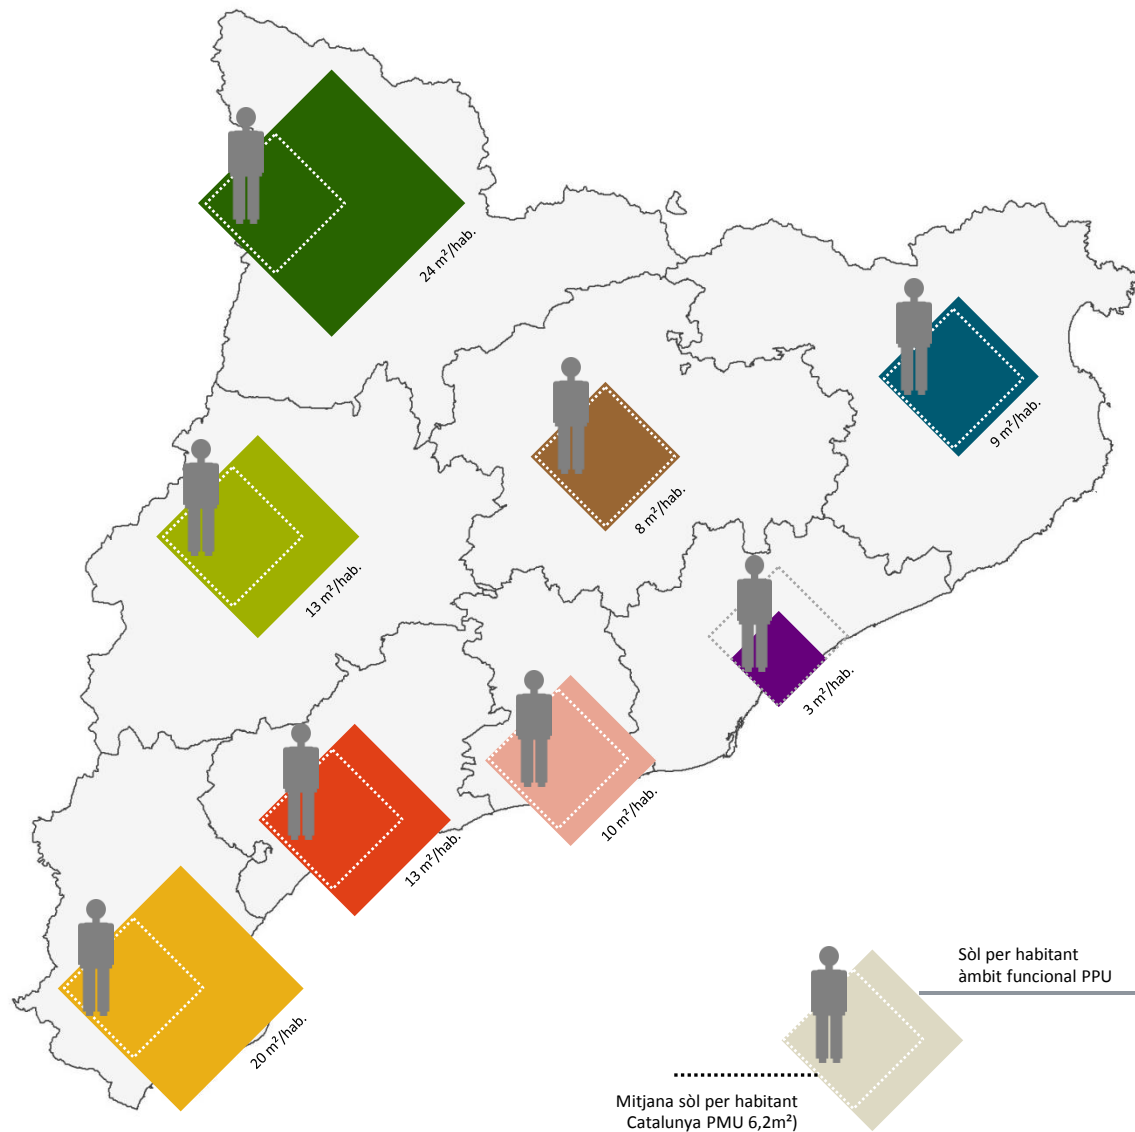 24 m²/hab.
9 m²/hab.
8 m²/hab.
13 m²/hab.
3 m²/hab.
10 m²/hab.
13 m²/hab.
20 m²/hab.
Sòl per habitant
àmbit funcional PPU
Mitjana sòl per habitant
Catalunya PMU 6,2m²)